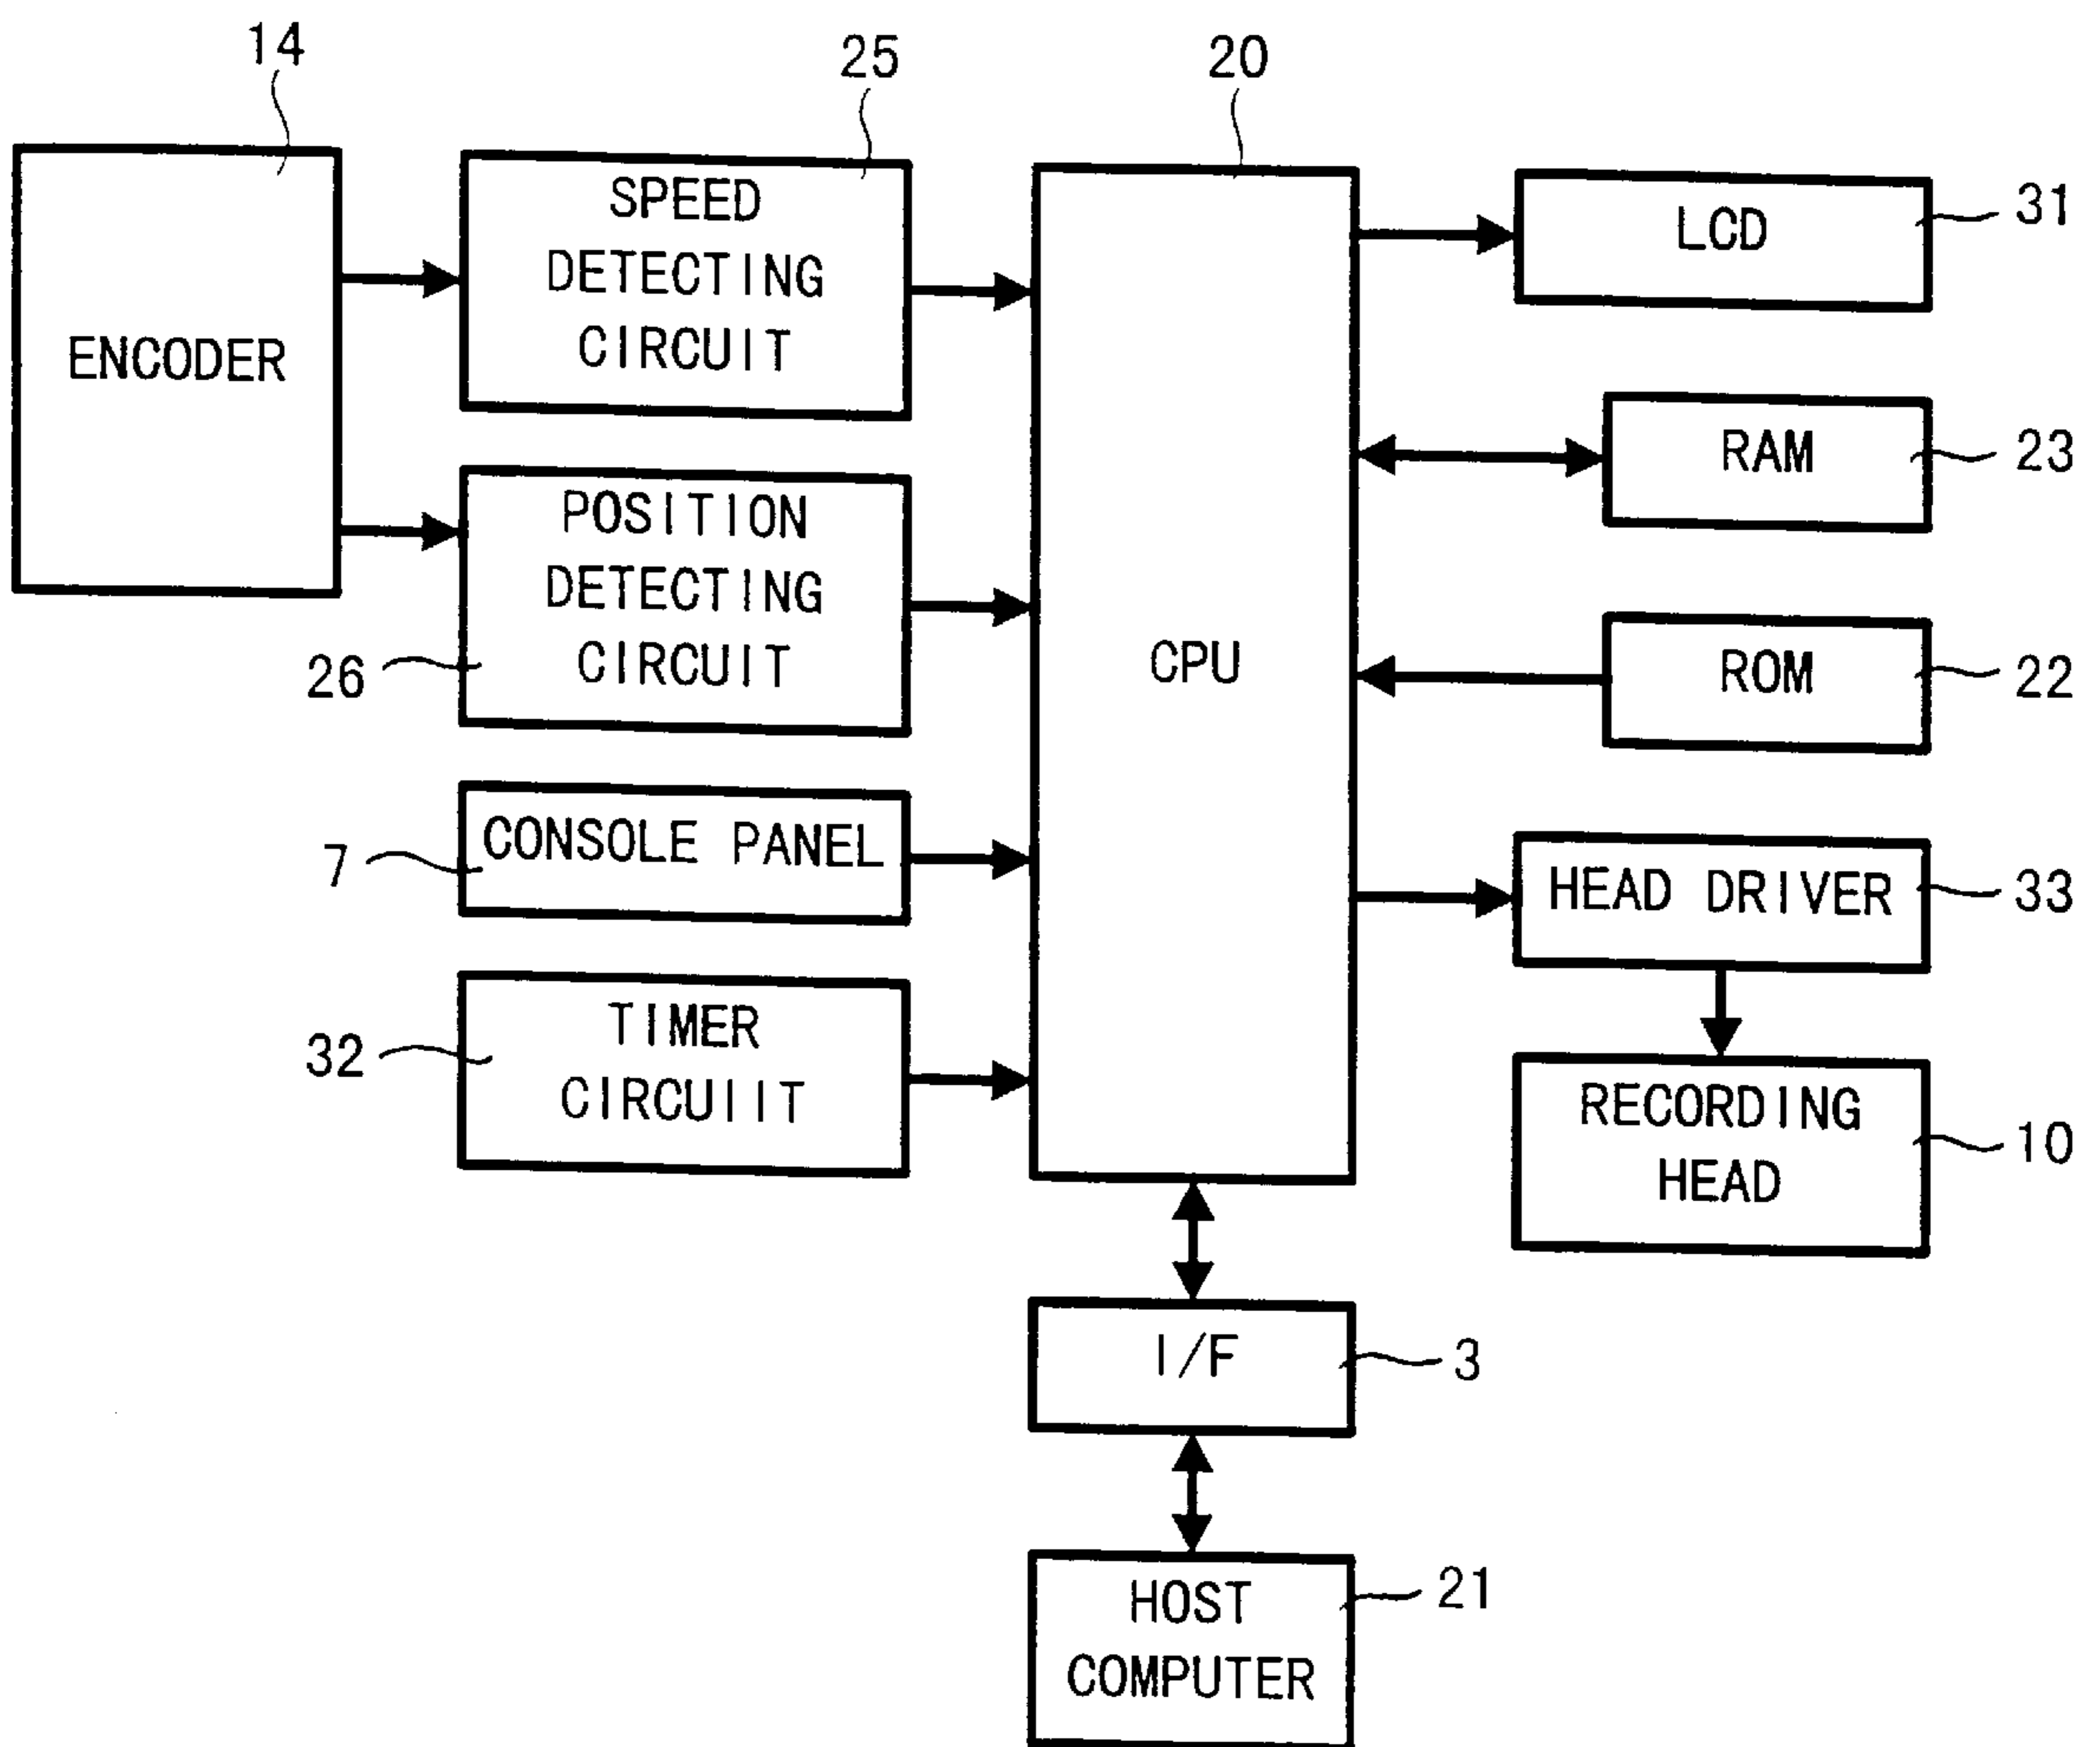 14
25
20
ENCODER
SPEED
DETECTING
CIRCUIT
POSITION
DETECTING
CIRCUIT
26
CONSOLE PANEL
7
TIMER
CIRCUIIT
32
CPU
LCD
31
RAM
23
ROM
22
HEAD DRIVER
33
RECORDING
HEAD
10
I/F
3
HOST
COMPUTER
21